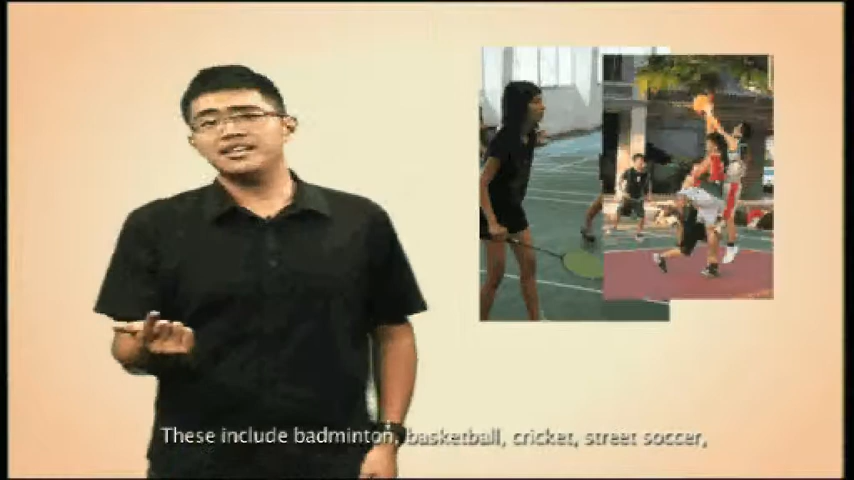 These include badminton, basketball, cricket, street soccer,